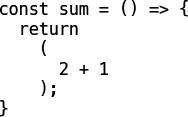 const sum = () => {
  return
    (
      2 + 1
    );
}